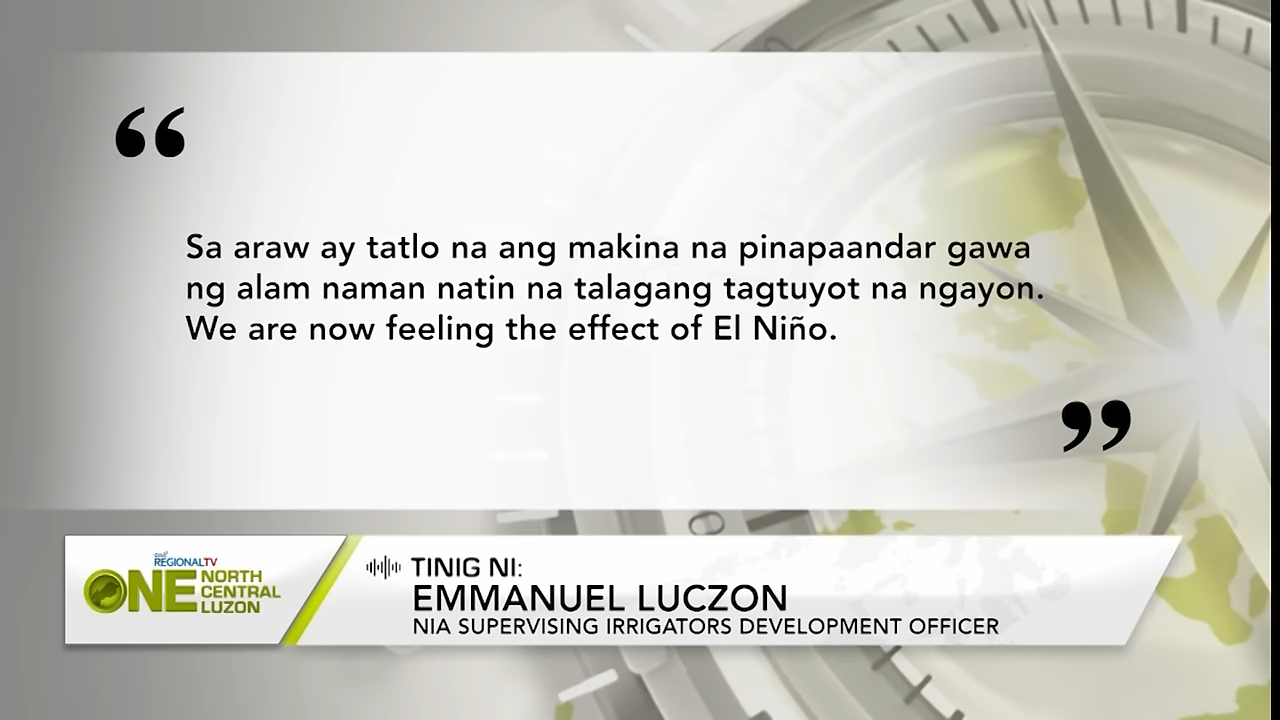 “
Sa araw ay tatlo na ang makina na pinapaandar gawa
ng alam naman natin na talagang tagtuyot na ngayon.
We are now feeling the effect of El Niño.
”
GMA
REGIONALTV
ONE NORTH CENTRAL LUZON
TINIG NI:
EMMANUEL LUCZON
NIA SUPERVISING IRRIGATORS DEVELOPMENT OFFICER